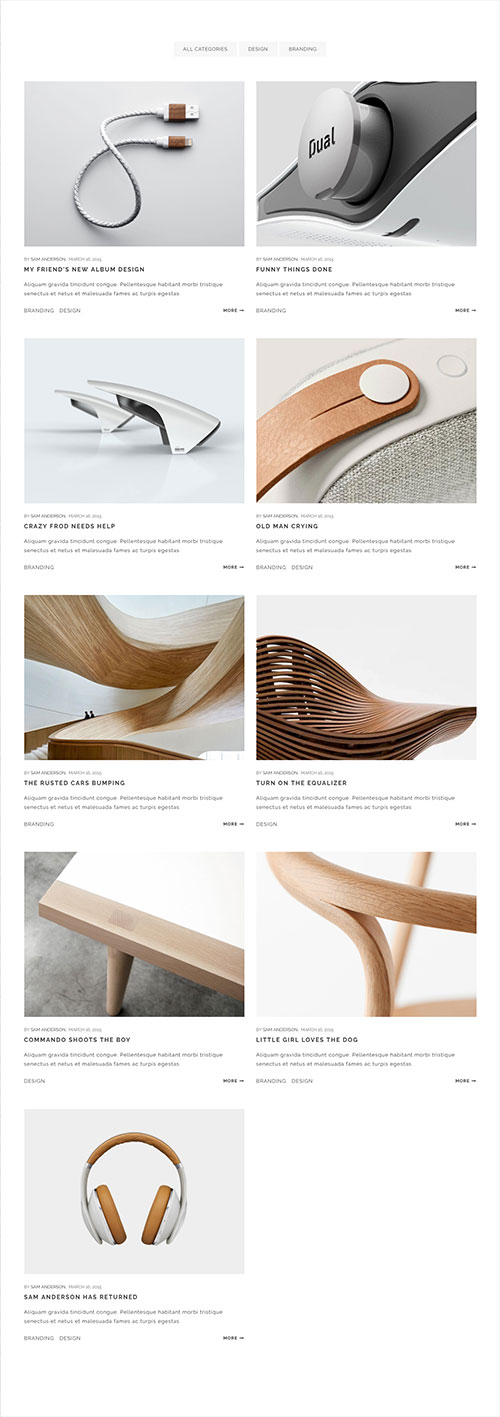 ALL CATEGORIES DESIGN BRANDING
Dual
BY SAM ANDERSON, MARCH 16, 2015
MY FRIEND'S NEW ALBUM DESIGN
Aliquam gravida tincidunt congue. Pellentesque habitant morbi tristique
senectus et netus et malesuada fames ac turpis egestas
BRANDING DESIGN MORE
BY SAM ANDERSON, MARCH 16, 2015
FUNNY THINGS DONE
Aliquam gravida tincidunt congue. Pellentesque habitant morbi tristique
senectus et netus et malesuada fames ac turpis egestas
BRANDING MORE
BY SAM ANDERSON, MARCH 16, 2015
CRAZY FROD NEEDS HELP
Aliquam gravida tincidunt congue. Pellentesque habitant morbi tristique
senectus et netus et malesuada fames ac turpis egestas
BRANDING MORE
BY SAM ANDERSON, MARCH 16, 2015
OLD MAN CRYING
Aliquam gravida tincidunt congue. Pellentesque habitant morbi tristique
senectus et netus et malesuada fames ac turpis egestas
BRANDING DESIGN MORE
BY SAM ANDERSON, MARCH 16, 2015
THE RUSTED CARS BUMPING
Aliquam gravida tincidunt congue. Pellentesque habitant morbi tristique
senectus et netus et malesuada fames ac turpis egestas
BRANDING MORE
BY SAM ANDERSON, MARCH 16, 2015
TURN ON THE EQUALIZER
Aliquam gravida tincidunt congue. Pellentesque habitant morbi tristique
senectus et netus et malesuada fames ac turpis egestas
DESIGN MORE
BY SAM ANDERSON, MARCH 16, 2015
COMMANDO SHOOTS THE BOY
Aliquam gravida tincidunt congue. Pellentesque habitant morbi tristique
senectus et netus et malesuada fames ac turpis egestas
DESIGN MORE
BY SAM ANDERSON, MARCH 16, 2015
LITTLE GIRL LOVES THE DOG
Aliquam gravida tincidunt congue. Pellentesque habitant morbi tristique
senectus et netus et malesuada fames ac turpis egestas
BRANDING DESIGN MORE
BY SAM ANDERSON, MARCH 16, 2015
SAM ANDERSON HAS RETURNED
Aliquam gravida tincidunt congue. Pellentesque habitant morbi tristique
senectus et netus et malesuada fames ac turpis egestas
BRANDING DESIGN MORE